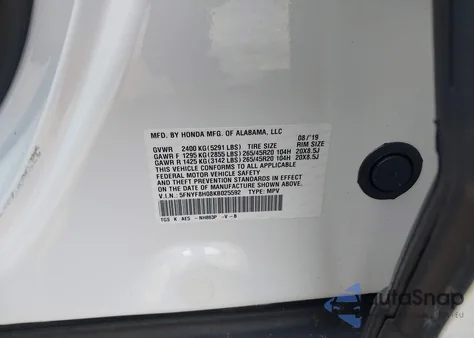 MFD. BY HONDA MFG. OF ALABAMA, LLC 08/'19
GVWR 2400 KG(5291 LBS) TIRE SIZE RIM SIZE
GAWR F 1295 KG(2855 LBS) 265/45R20 104H 20X8.5J
GAWR R 1425 KG(3142 LBS) 265/45R20 104H 20X8.5J
THIS VEHICLE CONFORMS TO ALL APPLICABLE
FEDERAL MOTOR VEHICLE SAFETY AND
THEFT PREVENTION STANDARDS IN EFFECT ON
THE DATE OF MANUFACTURE SHOWN ABOVE.
V.I.N.: 5FNYF8H08KB025592 TYPE: MPV
TGS K AES - NH883P -V-B
AutoSnap